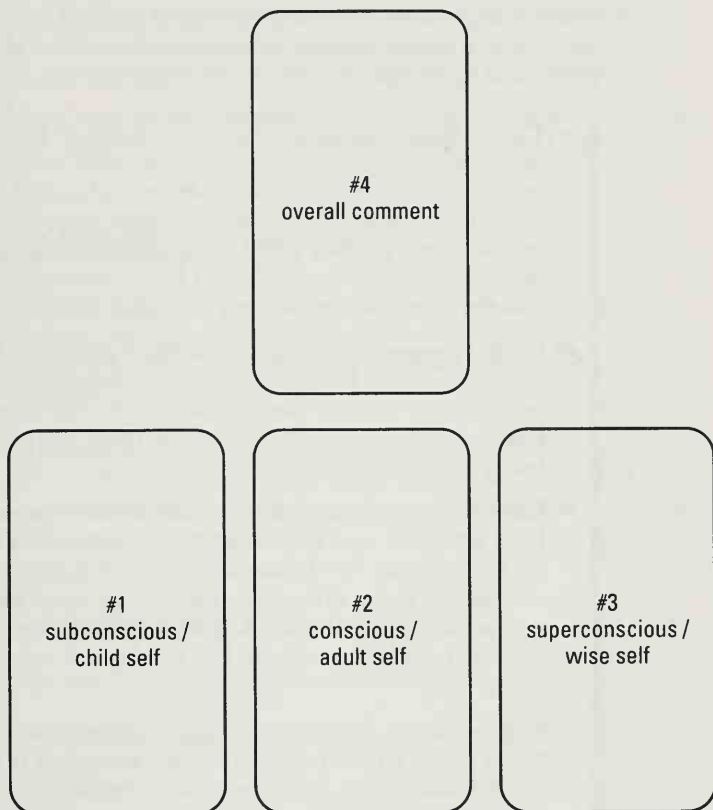 #4
overall comment
#1
subconscious /
child self
#2
conscious /
adult self
#3
superconscious /
wise self